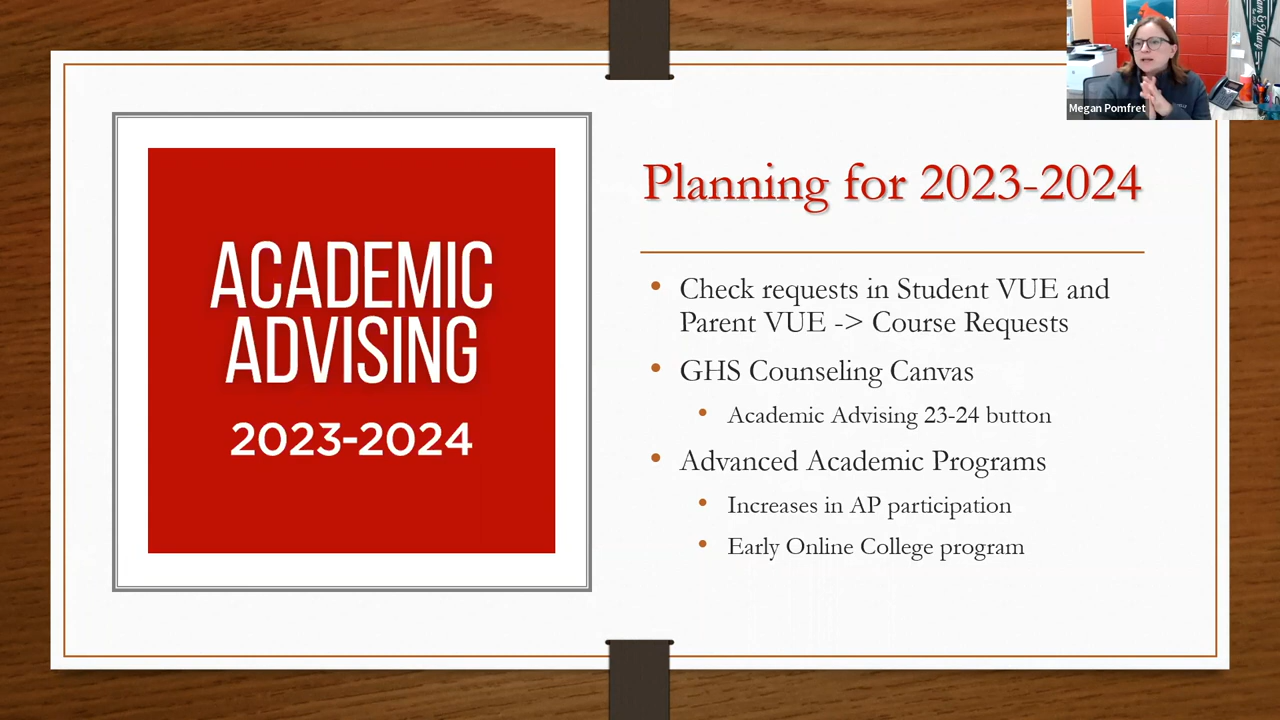 ACADEMIC
ADVISING
2023-2024
Planning for 2023-2024
• Check requests in Student VUE and
Parent VUE -> Course Requests
• GHS Counseling Canvas
• Academic Advising 23-24 button
• Advanced Academic Programs
• Increases in AP participation
• Early Online College program
Megan Pomfret